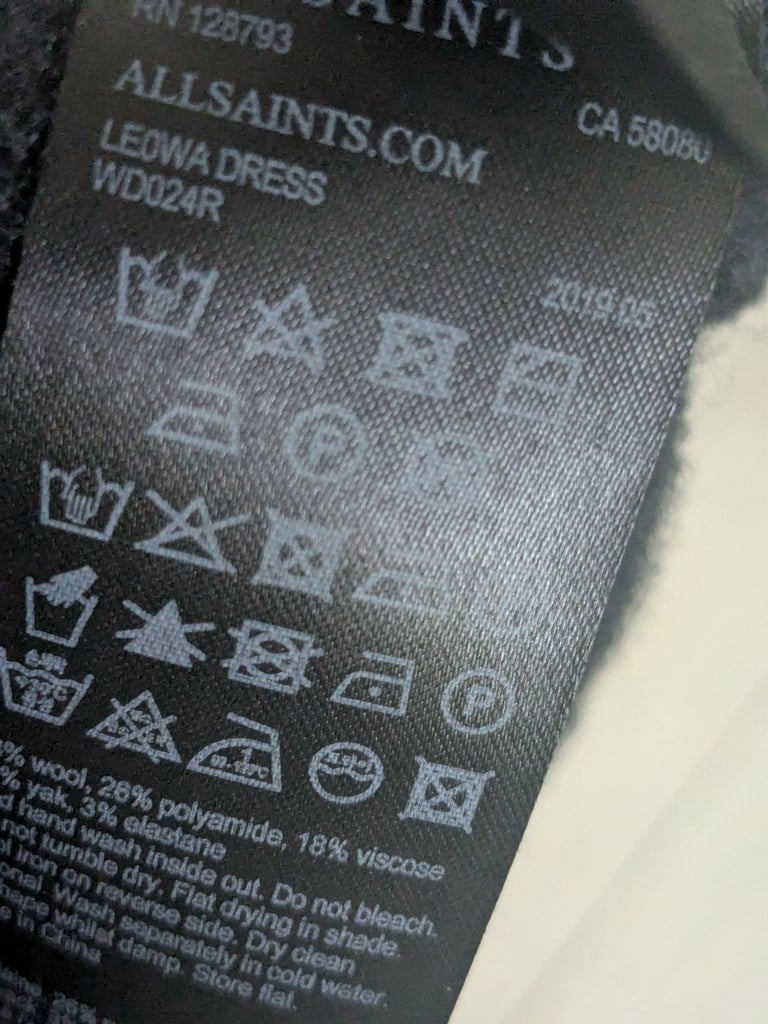 SAINTS
RN 128793
CA 58080
ALLSAINTS.COM
LEOWA DRESS
WD024R
2019 05
P
P
% wool, 26% polyamide, 18% viscose
% yak, 3% elastane
hand wash inside out. Do not bleach.
not tumble dry. Flat drying in shade.
iron on reverse side. Dry clean
Wash separately in cold water.
whilst damp. Store flat.
in China